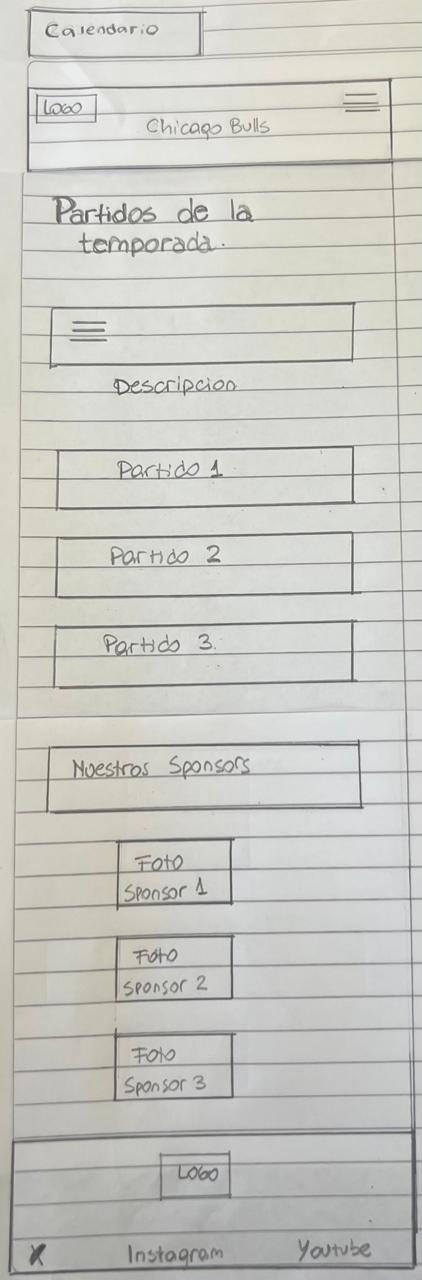 Calendario
LOGO
Chicago Bulls
Partidos de la
temporada.
Descripcion
Partido 1
Partido 2
Partido 3.
Nuestros Sponsors
Foto
Sponsor 1
Foto
Sponsor 2
Foto
Sponsor 3
LOGO
X Instagram Youtube